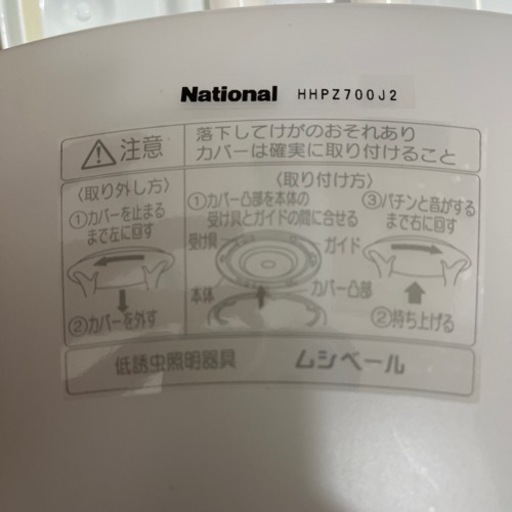 National HHPZ700J2
注意
落下してけがのおそれあり
カバーは確実に取り付けること
〈取り外し方〉
①カバーを止まる
まで左に回す
②カバーを外す
〈取り付け方〉
①カバー凸部を本体の
受け具とガイドの間に合せる
受け具
ガイド
本体
カバー凸部
③パチンと音がする
まで右に回す
②持ち上げる
低誘虫照明器具 ムシベール